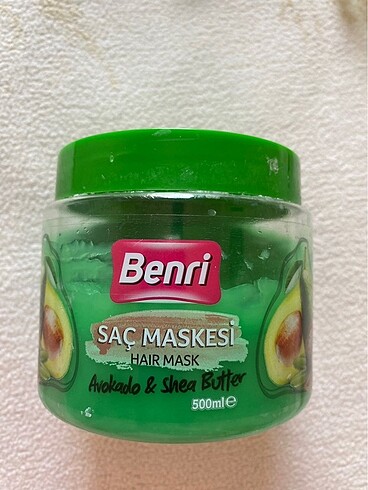 Benri
SAÇ MASKESİ
HAIR MASK
Avokado & Shea Butter
500ml℮